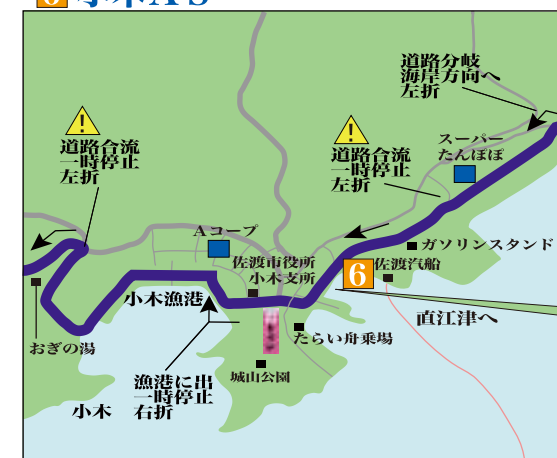 6 小木AS
道路分岐
海岸方向へ
左折
道路合流
一時停止
左折
道路合流
一時停止
左折
スーパー
たんぽぽ
Aコープ
ガソリンスタンド
佐渡市役所
小木支所
6
佐渡汽船
小木漁港
直江津へ
たらい舟乗場
おぎの湯
城山公園
漁港に出
一時停止
右折
小木